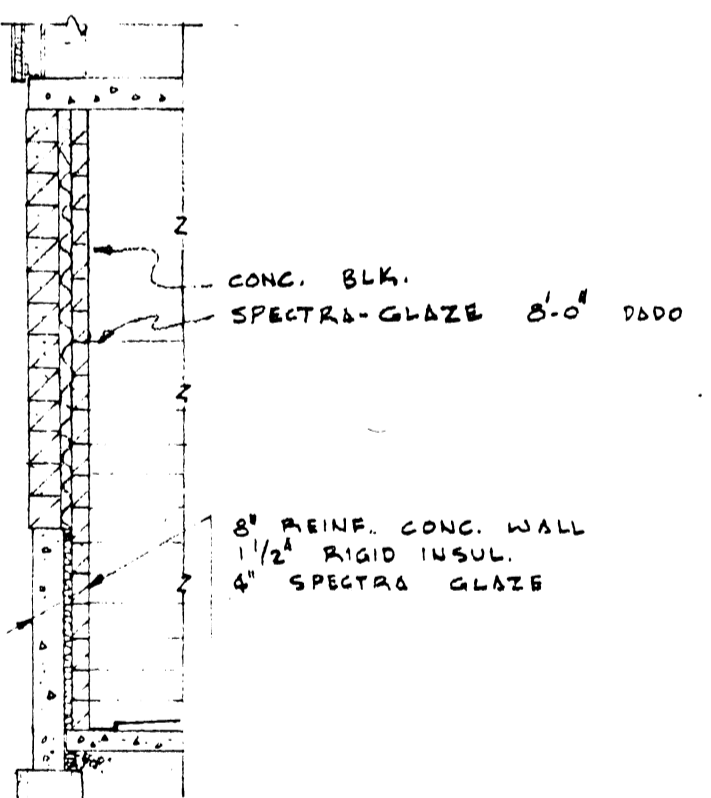 CONC. BLK.
SPECTRA-GLAZE 8'-0" DADO
8" REINF. CONC. WALL
1 1/2" RIGID INSUL.
4" SPECTRA GLAZE